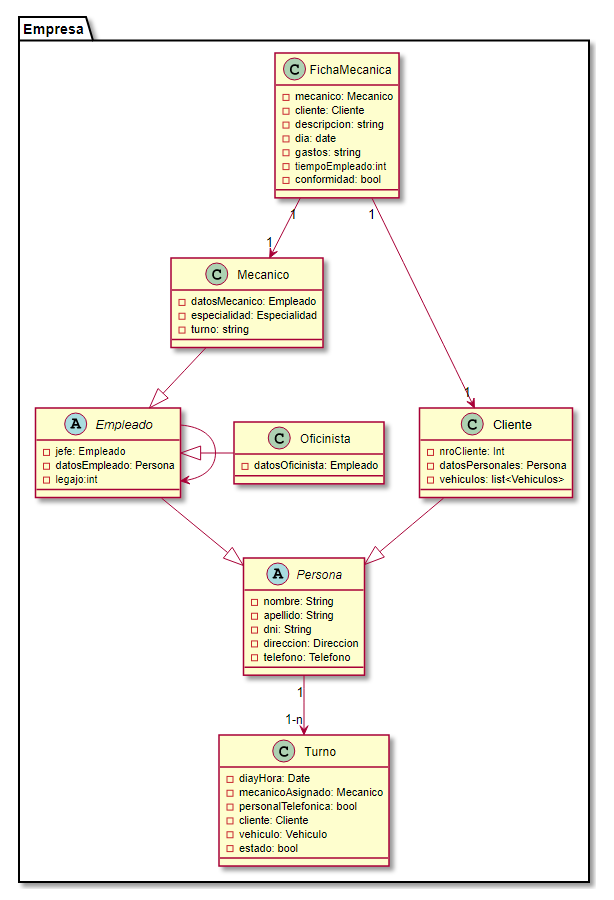 Empresa
C FichaMecanica
mecanico: Mecanico
cliente: Cliente
descripcion: string
dia: date
gastos: string
tiempoEmpleado:int
conformidad: bool
1
1
1
1
C Mecanico
datosMecanico: Empleado
especialidad: Especialidad
turno: string
A Empleado
jefe: Empleado
datosEmpleado: Persona
legajo:int
C Oficinista
datosOficinista: Empleado
C Cliente
nroCliente: Int
datosPersonales: Persona
vehiculos: list<Vehiculos>
A Persona
nombre: String
apellido: String
dni: String
direccion: Direccion
telefono: Telefono
1
1-n
C Turno
diayHora: Date
mecanicoAsignado: Mecanico
personalTelefonica: bool
cliente: Cliente
vehiculo: Vehiculo
estado: bool